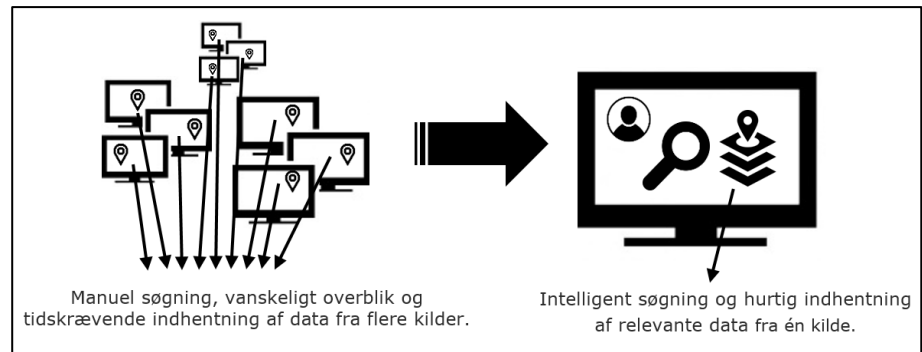 Manuel søgning, vanskeligt overblik og
tidskrævende indhentning af data fra flere kilder.
Intelligent søgning og hurtig indhentning
af relevante data fra én kilde.